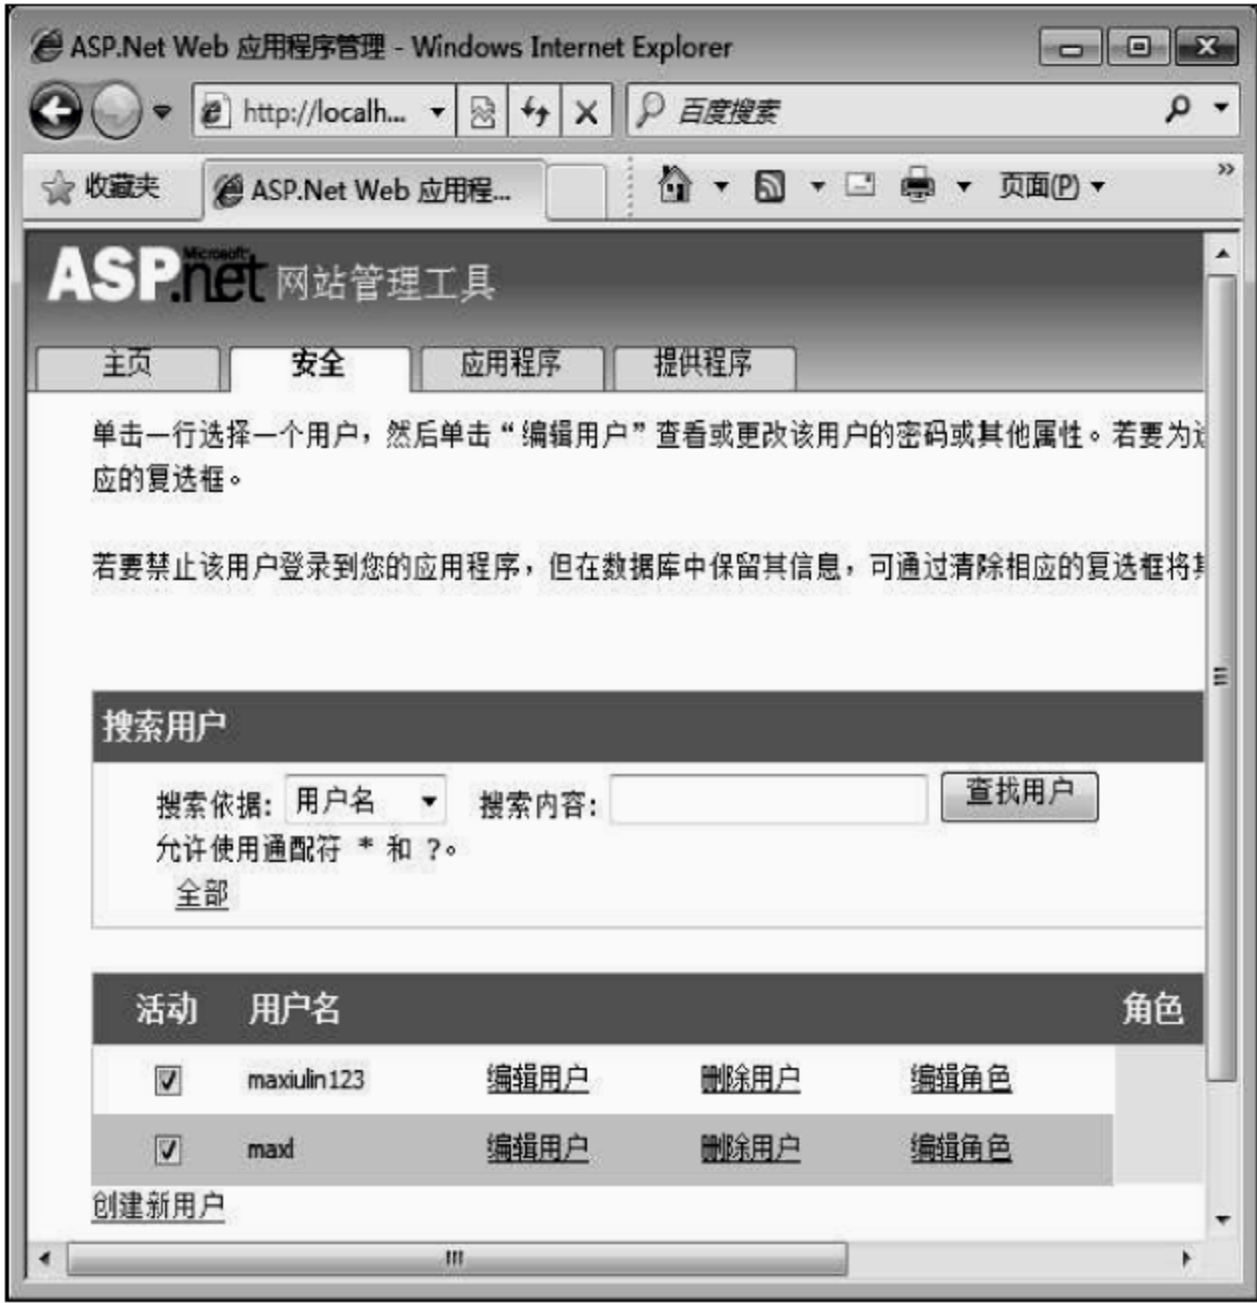 ASP.Net Web 应用程序管理 - Windows Internet Explorer
http://localh... 百度搜索
收藏夹 ASP.Net Web 应用程... 页面(P)
ASP.net Microsoft 网站管理工具
主页 安全 应用程序 提供程序
单击一行选择一个用户，然后单击“编辑用户”查看或更改该用户的密码或其他属性。若要为
应的复选框。
若要禁止该用户登录到您的应用程序，但在数据库中保留其信息，可通过清除相应的复选框将
搜索用户
搜索依据: 用户名 搜索内容: 查找用户
允许使用通配符 * 和 ?。
全部
活动 用户名 角色
maxiulin123 编辑用户 删除用户 编辑角色
maxl 编辑用户 删除用户 编辑角色
创建新用户